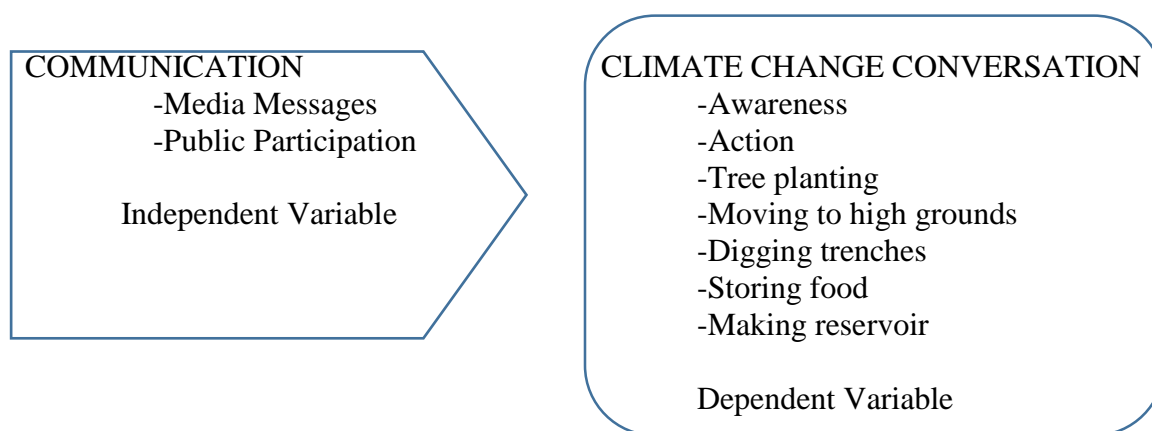 COMMUNICATION
-Media Messages
-Public Participation
Independent Variable
CLIMATE CHANGE CONVERSATION
-Awareness
-Action
-Tree planting
-Moving to high grounds
-Digging trenches
-Storing food
-Making reservoir
Dependent Variable